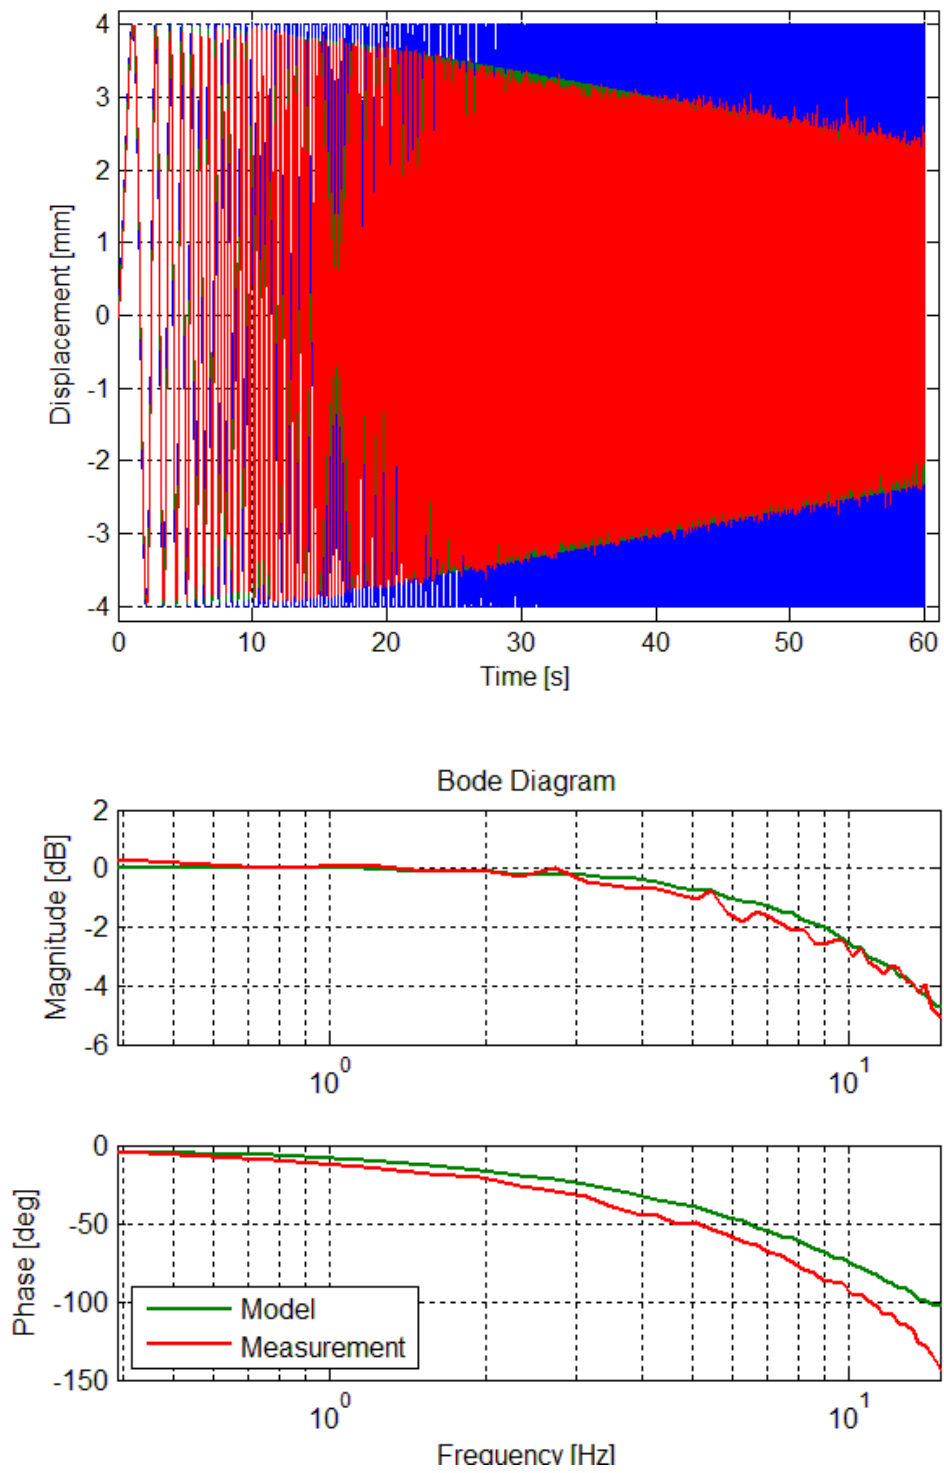 4
3
2
1
0
-1
-2
-3
-4
Displacement [mm]
0 10 20 30 40 50 60
Time [s]
Bode Diagram
2
0
-2
-4
-6
Magnitude [dB]
10^0 10^1
0
-50
-100
-150
Phase [deg]
Model
Measurement
10^0 10^1
Frequency [Hz]